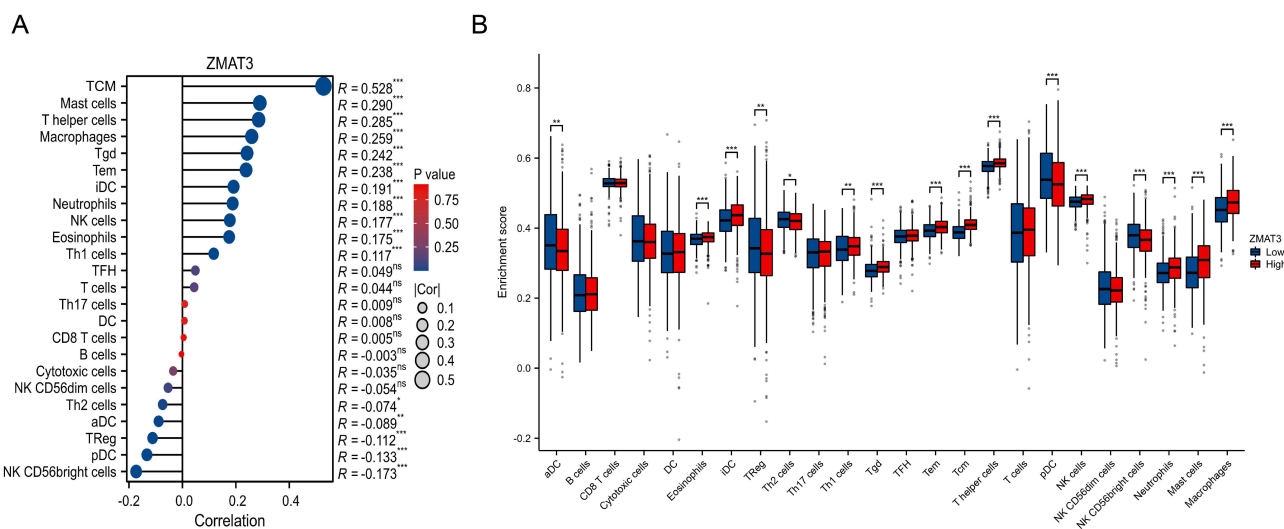 A
ZMAT3
TCM R = 0.528***
Mast cells R = 0.290***
T helper cells R = 0.285***
Macrophages R = 0.259***
Tgd R = 0.242***
Tem R = 0.238***
iDC R = 0.191***
Neutrophils R = 0.188***
NK cells R = 0.177***
Eosinophils R = 0.175***
Th1 cells R = 0.117***
TFH R = 0.049ns
T cells R = 0.044ns
Th17 cells R = 0.009ns
DC R = 0.008ns
CD8 T cells R = 0.005ns
B cells R = -0.003ns
Cytotoxic cells R = -0.035ns
NK CD56dim cells R = -0.054ns
Th2 cells R = -0.074*
aDC R = -0.089**
TReg R = -0.112***
pDC R = -0.133***
NK CD56bright cells R = -0.173***
-0.2 0.0 0.2 0.4
Correlation
P value
0.75
0.50
0.25
|Cor|
0.1
0.2
0.3
0.4
0.5
B
Enrichment score
0.8
0.6
0.4
0.2
0.0
-0.2
** *** *** ** * ** *** *** *** *** *** *** *** *** *** ***
aDC
B cells
CD8 T cells
Cytotoxic cells
DC
Eosinophils
iDC
TReg
Th2 cells
Th17 cells
Th1 cells
Tgd
TFH
Tem
Tcm
T helper cells
T cells
pDC
NK cells
NK CD56dim cells
NK CD56bright cells
Neutrophils
Mast cells
Macrophages
ZMAT3
Low
High